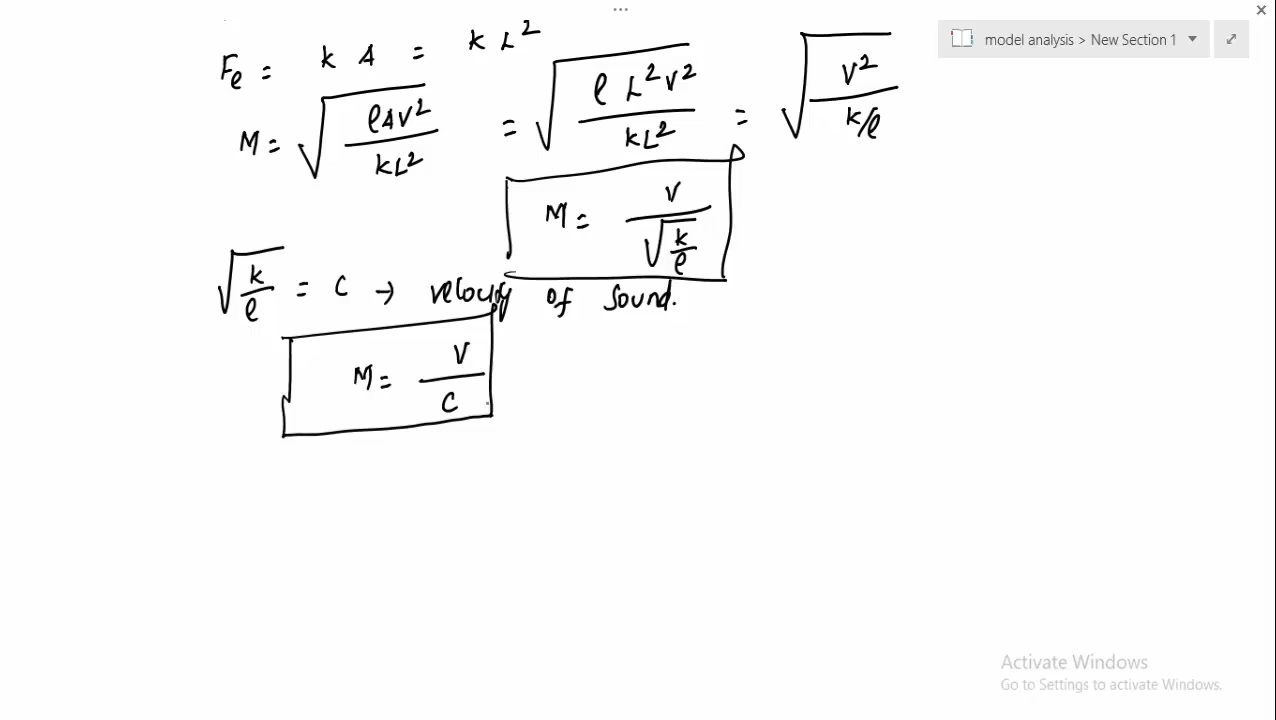 model analysis > New Section 1
Fe = k A = k L²
M = √(ρAV²/kL²) = √(ρL²V²/kL²) = √(V²/k/ρ)
M = V/√(k/ρ)
√(k/ρ) = C → velocity of sound.
M = V/C
Activate Windows
Go to Settings to activate Windows.